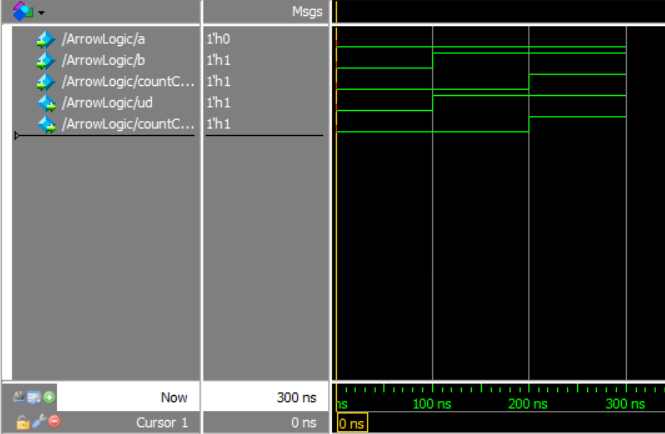 Msgs
/ArrowLogic/a 1'h0
/ArrowLogic/b 1'h1
/ArrowLogic/countC... 1'h1
/ArrowLogic/ud 1'h1
/ArrowLogic/countC... 1'h1
Now 300 ns ns 100 ns 200 ns 300 ns
Cursor 1 0 ns 0 ns